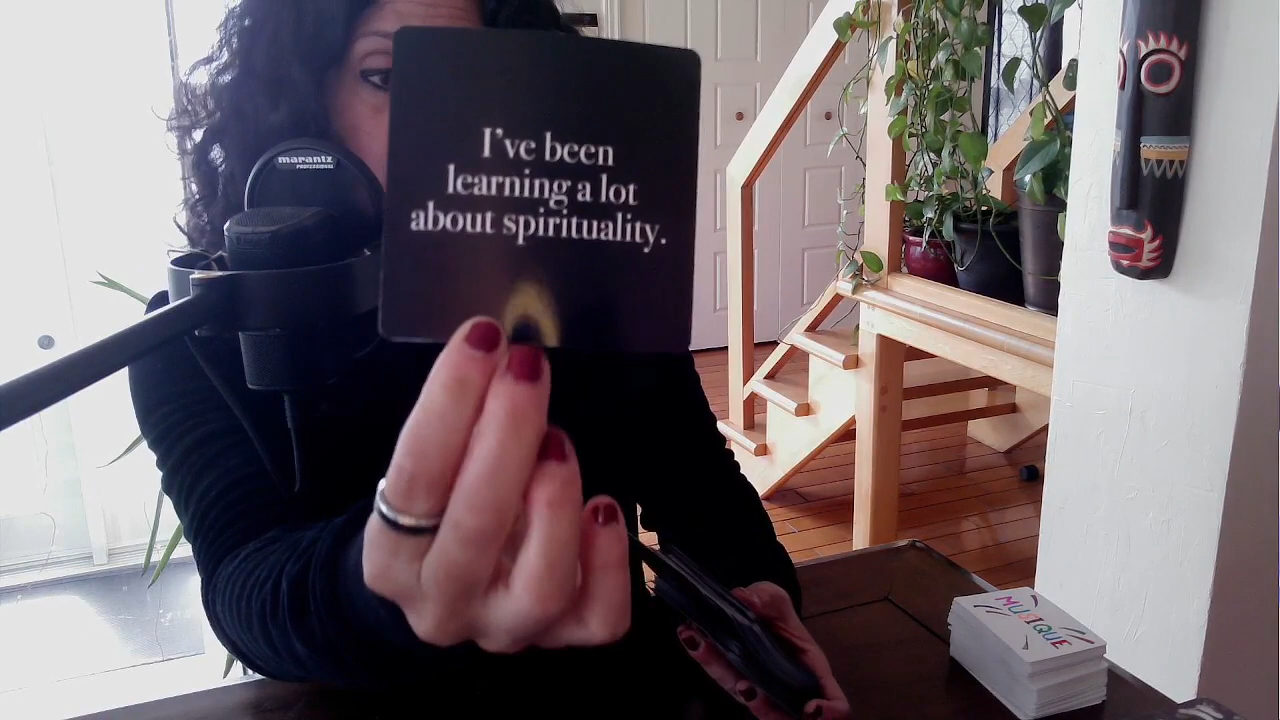 marantz
PROFESSIONAL
I've been
learning a lot
about spirituality.
MUSIQUE